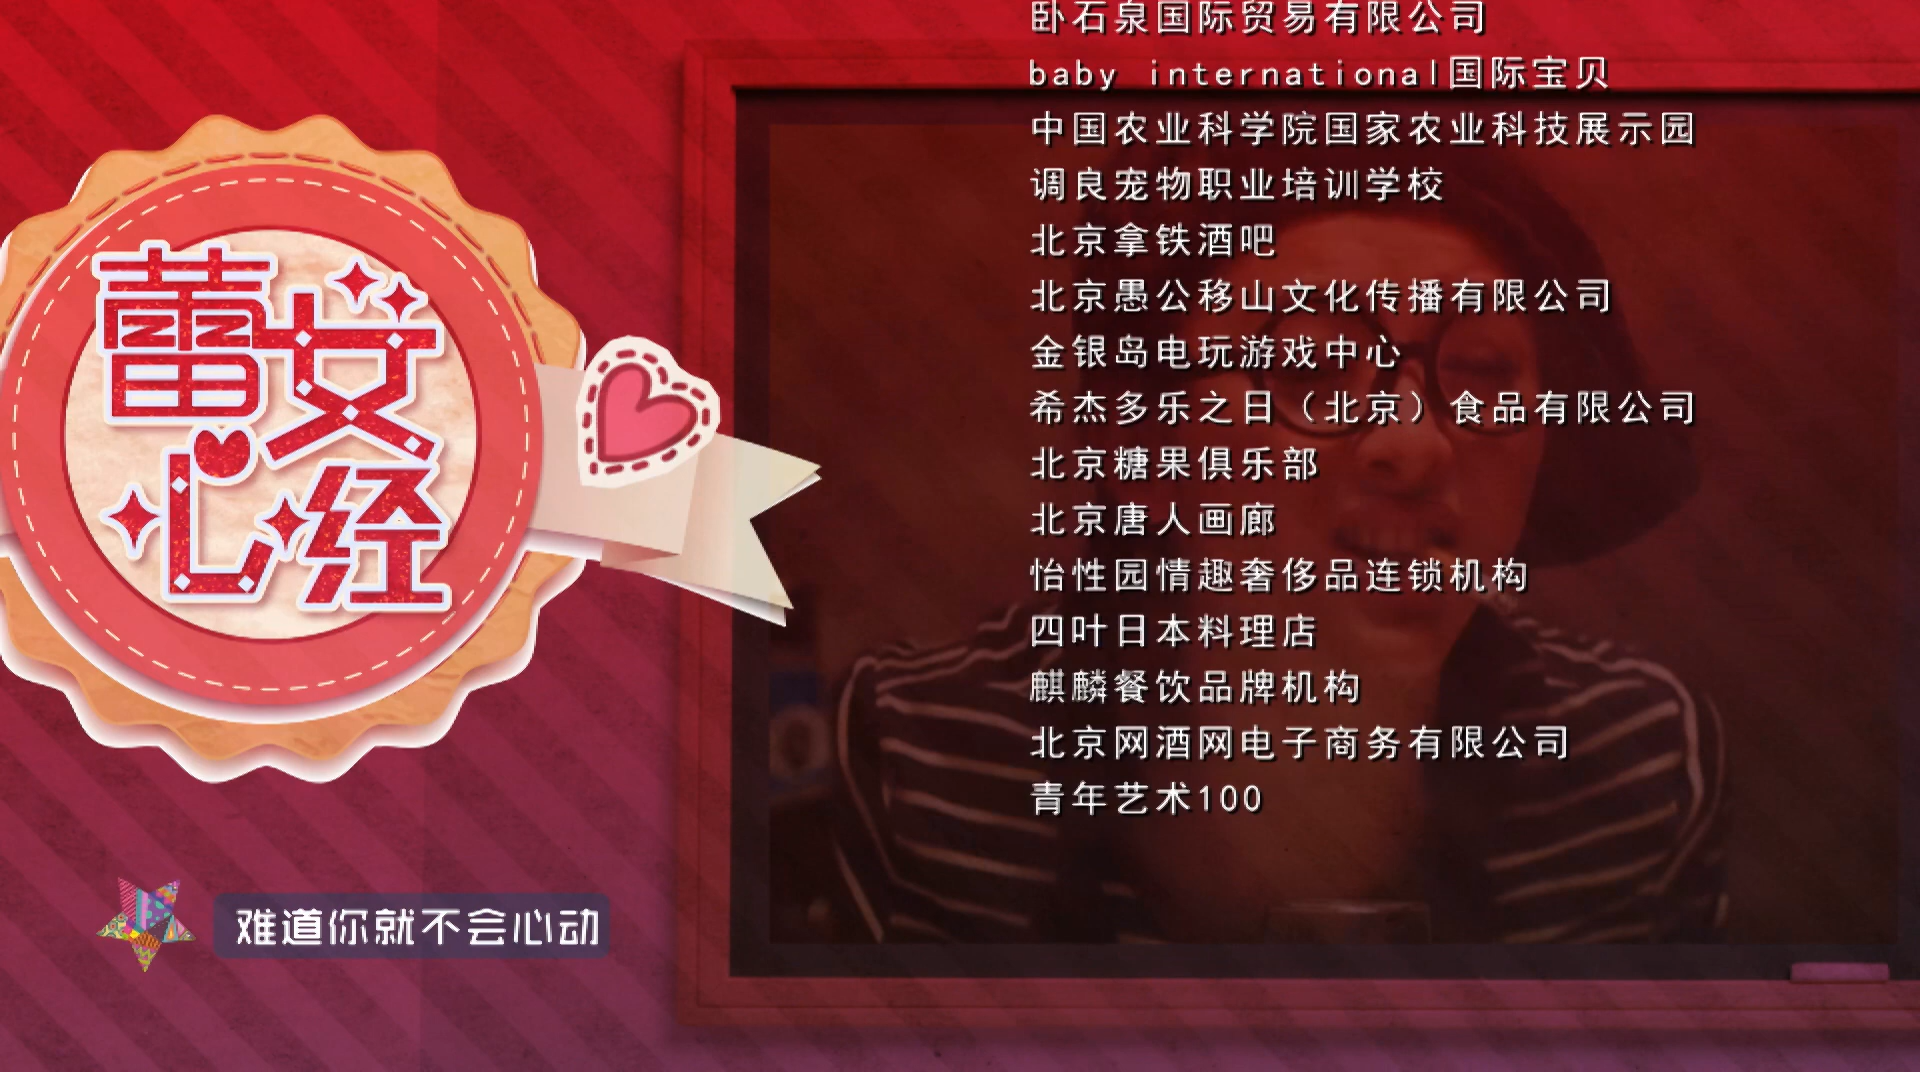 卧石泉国际贸易有限公司
baby international国际宝贝
中国农业科学院国家农业科技展示园
调良宠物职业培训学校
北京拿铁酒吧
北京愚公移山文化传播有限公司
金银岛电玩游戏中心
希杰多乐之日（北京）食品有限公司
北京糖果俱乐部
北京唐人画廊
怡性园情趣奢侈品连锁机构
四叶日本料理店
麒麟餐饮品牌机构
北京网酒网电子商务有限公司
青年艺术100
蕾女
心经
难道你就不会心动